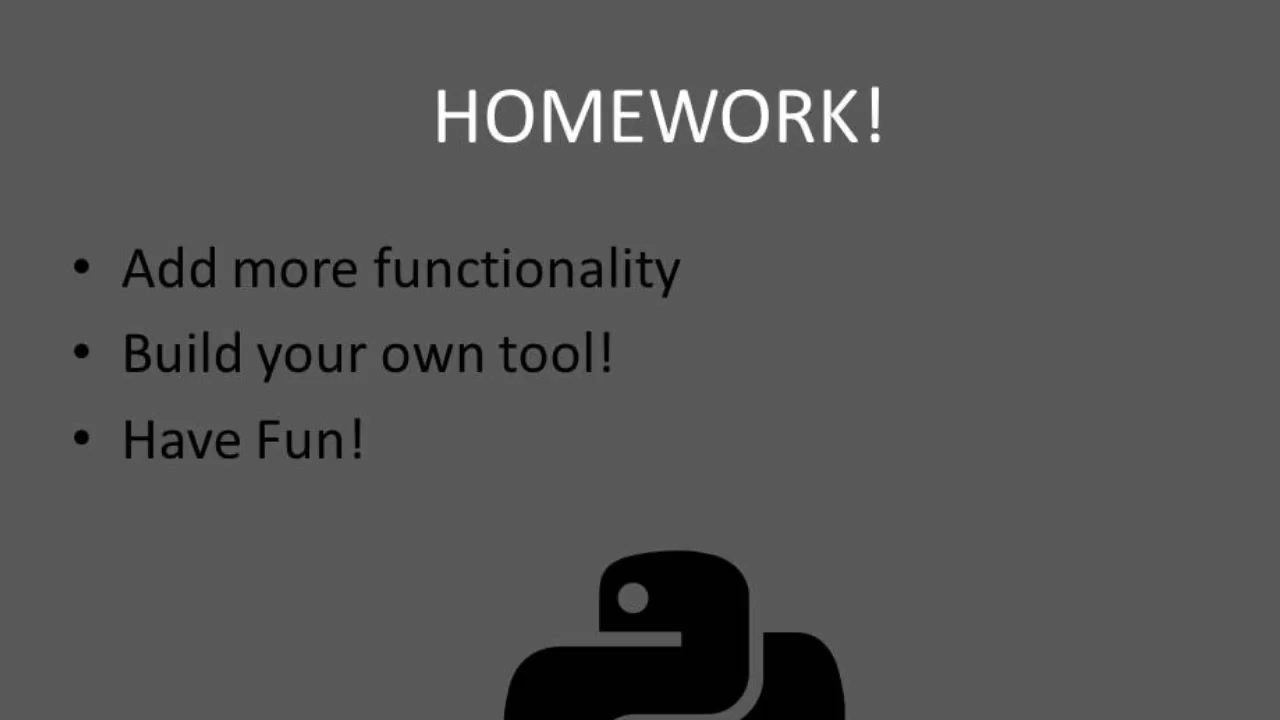 HOMEWORK!
• Add more functionality
• Build your own tool!
• Have Fun!